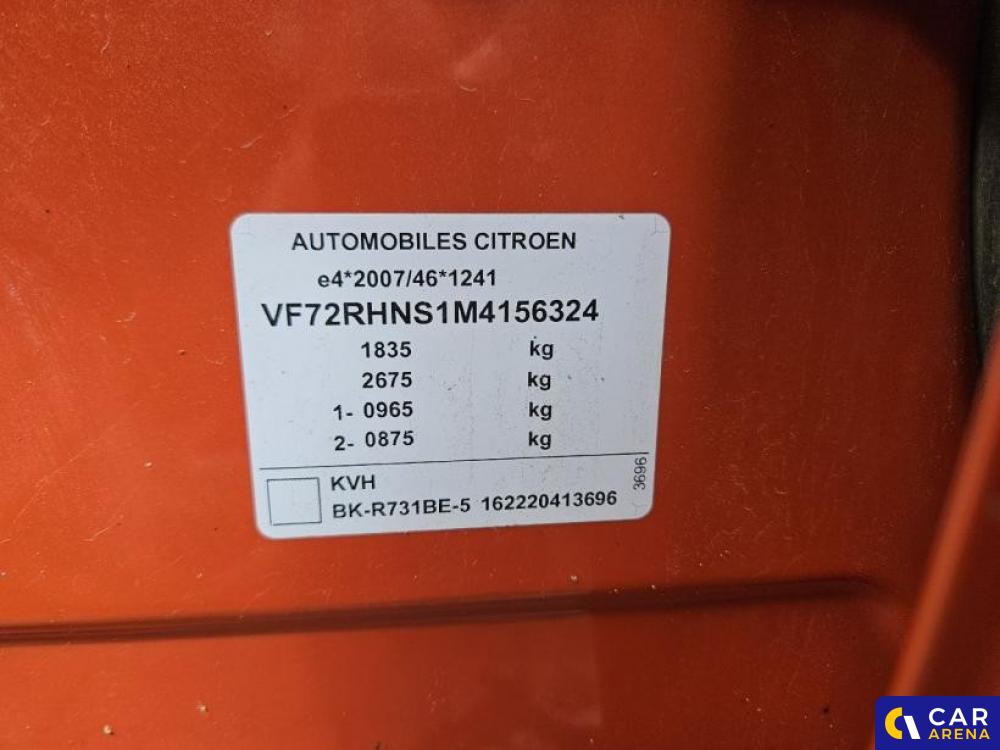 AUTOMOBILES CITROEN
e4*2007/46*1241
VF72RHNS1M4156324
1835 kg
2675 kg
1- 0965 kg
2- 0875 kg
KVH
BK-R731BE-5 162220413696
3696
CAR
ARENA